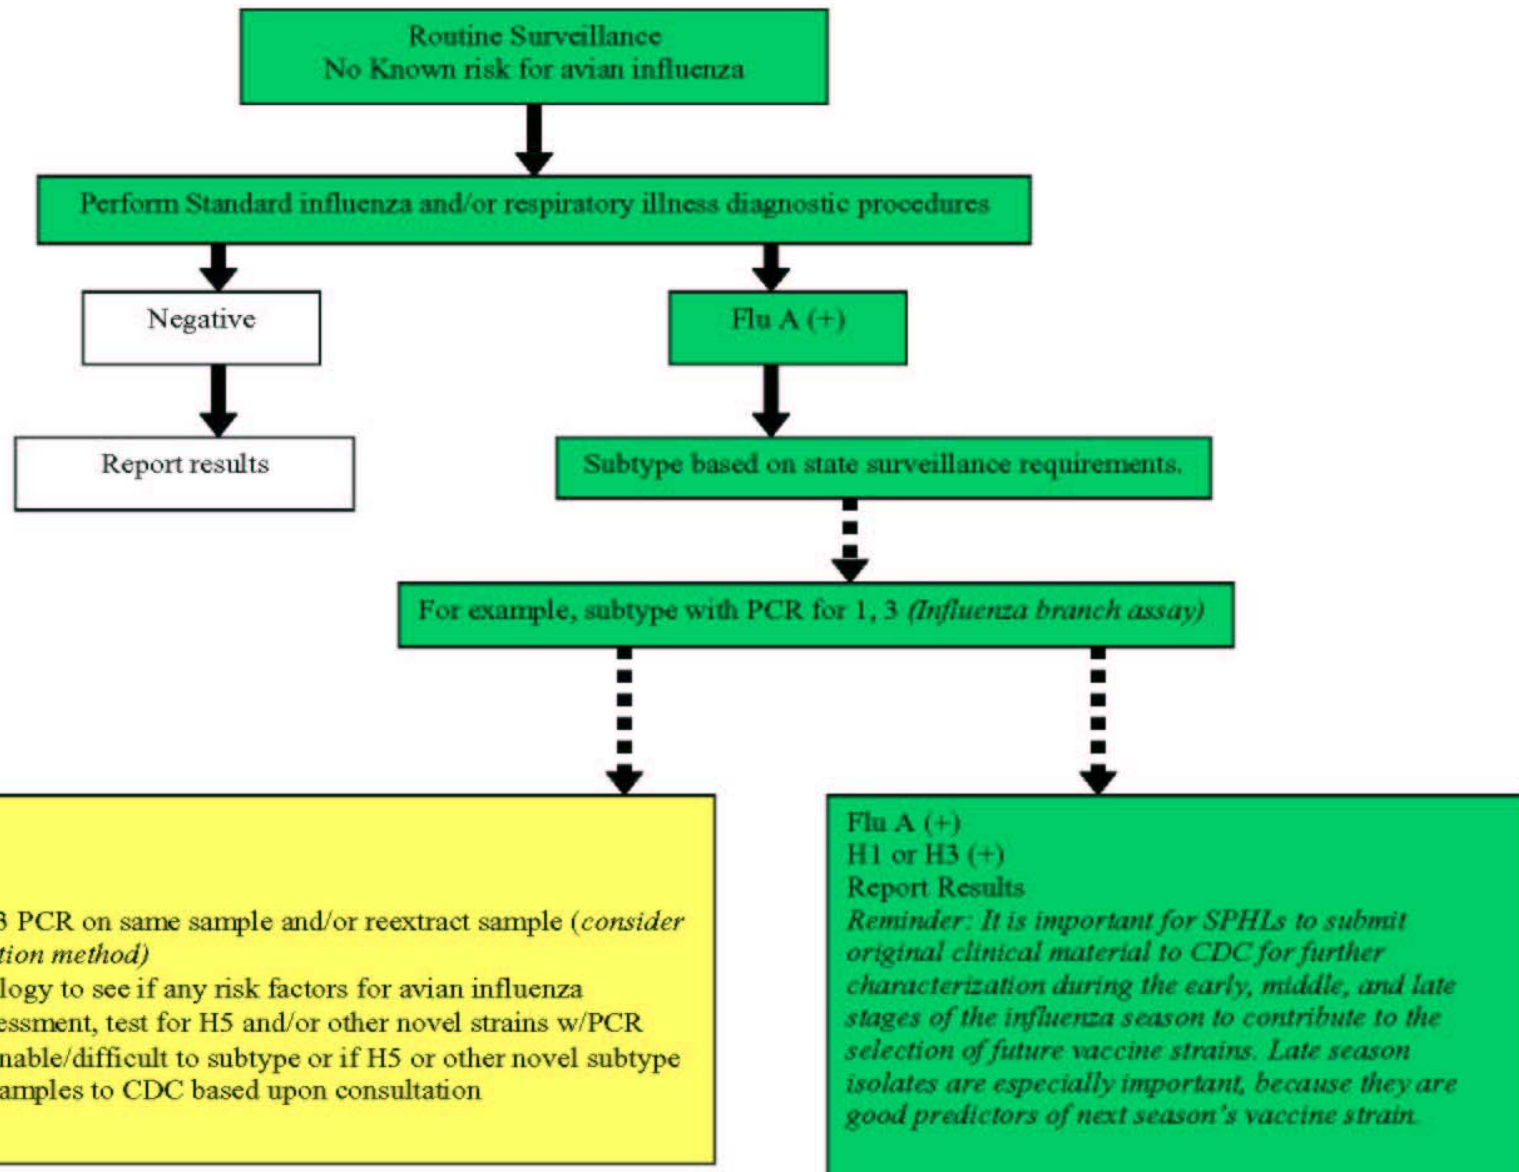 Routine Surveillance
No Known risk for avian influenza
Perform Standard influenza and/or respiratory illness diagnostic procedures
Negative
Flu A (+)
Report results
Subtype based on state surveillance requirements.
For example, subtype with PCR for 1, 3 (Influenza branch assay)
3 PCR on same sample and/or reextract sample (consider
method)
to see if any risk factors for avian influenza
test for H5 and/or other novel strains w/PCR
to subtype or if H5 or other novel subtype
to CDC based upon consultation
Flu A (+)
H1 or H3 (+)
Report Results
Reminder: It is important for SPHLs to submit
original clinical material to CDC for further
characterization during the early, middle, and late
stages of the influenza season to contribute to the
selection of future vaccine strains. Late season
isolates are especially important, because they are
good predictors of next season's vaccine strain.